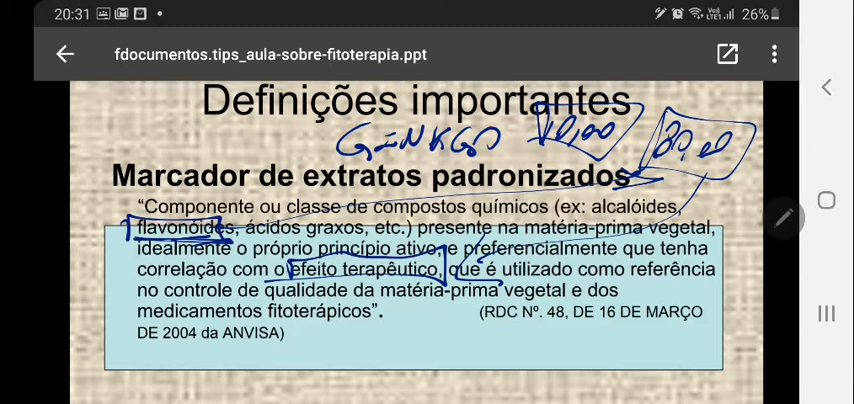 20:31 26%
fdocumentos.tips_aula-sobre-fitoterapia.ppt
Definições importantes
GINKGO
Marcador de extratos padronizados
“Componente ou classe de compostos químicos (ex: alcalóides,
flavonóides, ácidos graxos, etc.) presente na matéria-prima vegetal,
idealmente o próprio princípio ativo, e preferencialmente que tenha
correlação com o efeito terapêutico, que é utilizado como referência
no controle de qualidade da matéria-prima vegetal e dos
medicamentos fitoterápicos”. (RDC Nº. 48, DE 16 DE MARÇO
DE 2004 da ANVISA)